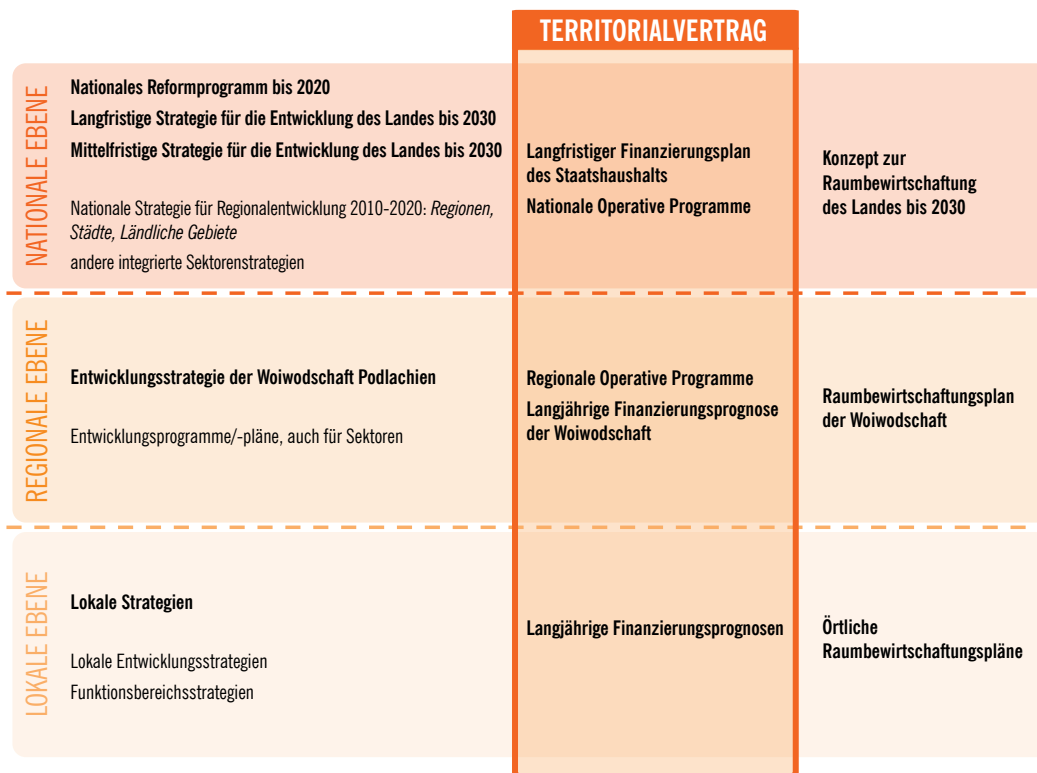 TERRITORIALVERTRAG
NATIONALE EBENE
Nationales Reformprogramm bis 2020
Langfristige Strategie für die Entwicklung des Landes bis 2030
Mittelfristige Strategie für die Entwicklung des Landes bis 2030
Nationale Strategie für Regionalentwicklung 2010-2020: Regionen,
Städte, Ländliche Gebiete
andere integrierte Sektorenstrategien
Langfristiger Finanzierungsplan
des Staatshaushalts
Nationale Operative Programme
Konzept zur
Raumbewirtschaftung
des Landes bis 2030
REGIONALE EBENE
Entwicklungsstrategie der Woiwodschaft Podlachien
Entwicklungsprogramme/-pläne, auch für Sektoren
Regionale Operative Programme
Langjährige Finanzierungsprognose
der Woiwodschaft
Raumbewirtschaftungsplan
der Woiwodschaft
LOKALE EBENE
Lokale Strategien
Lokale Entwicklungsstrategien
Funktionsbereichsstrategien
Langjährige Finanzierungsprognosen
Örtliche
Raumbewirtschaftungspläne